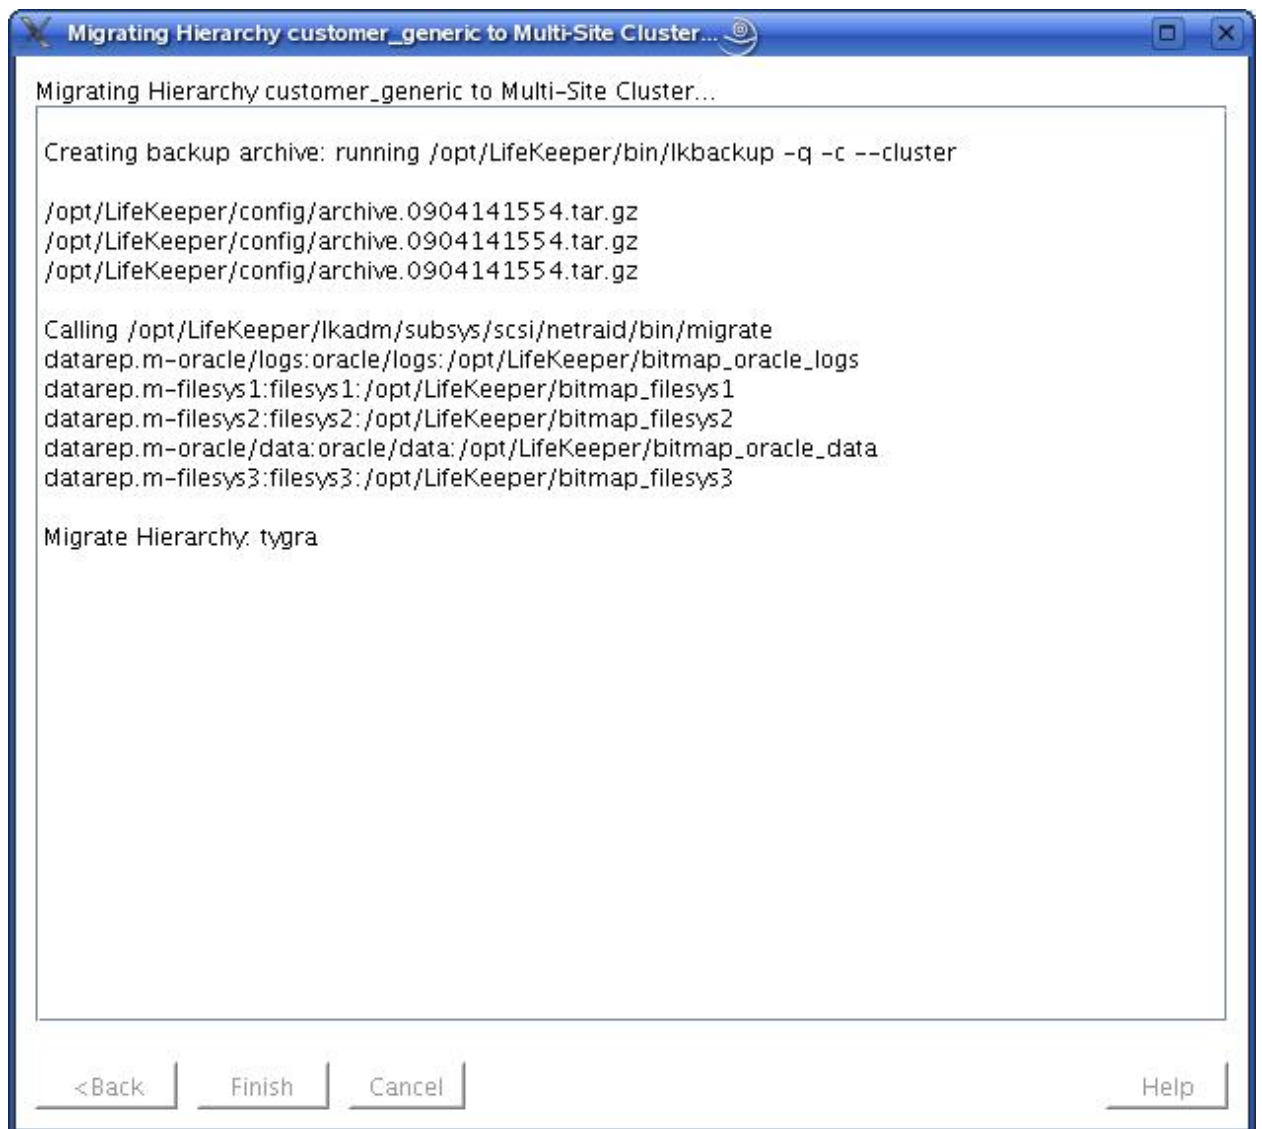 Migrating Hierarchy customer_generic to Multi-Site Cluster...
Migrating Hierarchy customer_generic to Multi-Site Cluster...
Creating backup archive: running /opt/LifeKeeper/bin/lkbackup -q -c --cluster
/opt/LifeKeeper/config/archive.0904141554.tar.gz
/opt/LifeKeeper/config/archive.0904141554.tar.gz
/opt/LifeKeeper/config/archive.0904141554.tar.gz
Calling /opt/LifeKeeper/lkadm/subsys/scsi/netraid/bin/migrate
datarep.m-oracle/logs:oracle/logs:/opt/LifeKeeper/bitmap_oracle_logs
datarep.m-filesys1:filesys1:/opt/LifeKeeper/bitmap_filesys1
datarep.m-filesys2:filesys2:/opt/LifeKeeper/bitmap_filesys2
datarep.m-oracle/data:oracle/data:/opt/LifeKeeper/bitmap_oracle_data
datarep.m-filesys3:filesys3:/opt/LifeKeeper/bitmap_filesys3
Migrate Hierarchy: tygra
<Back Finish Cancel Help